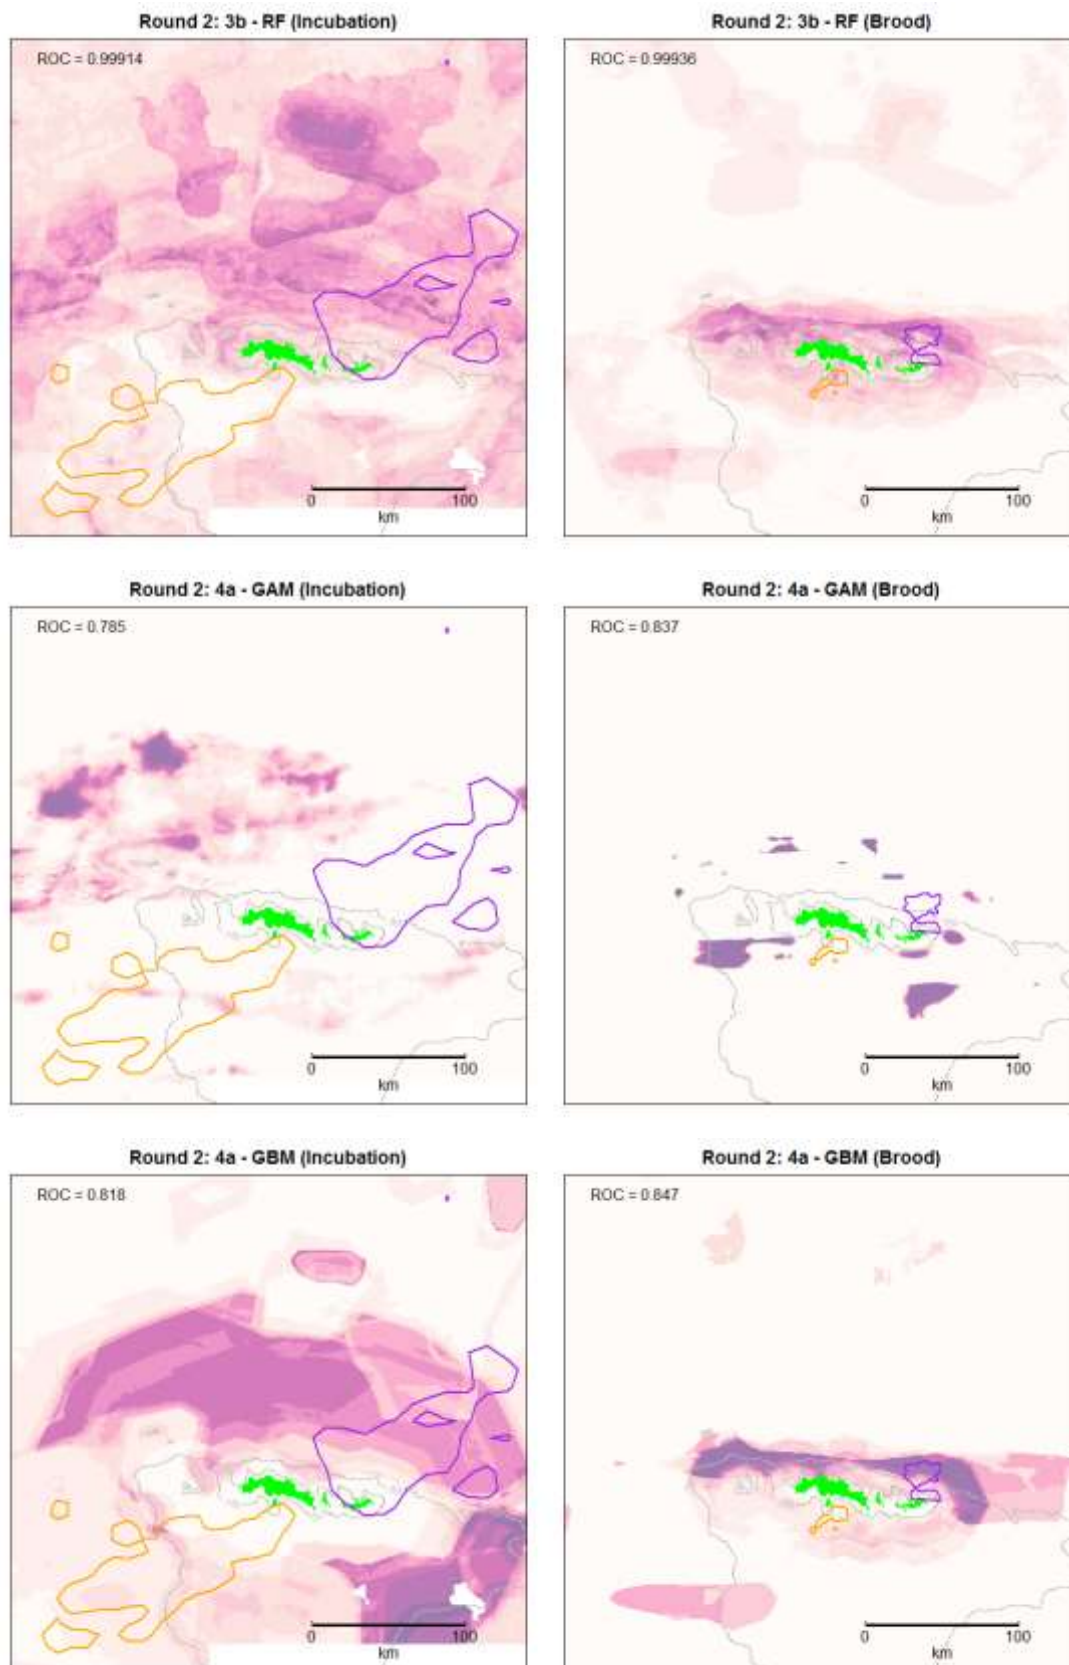 Round 2: 3b - RF (Incubation)
ROC = 0.99914
0 100
km
Round 2: 3b - RF (Brood)
ROC = 0.99936
0 100
km
Round 2: 4a - GAM (Incubation)
ROC = 0.785
0 100
km
Round 2: 4a - GAM (Brood)
ROC = 0.837
0 100
km
Round 2: 4a - GBM (Incubation)
ROC = 0.818
0 100
km
Round 2: 4a - GBM (Brood)
ROC = 0.847
0 100
km